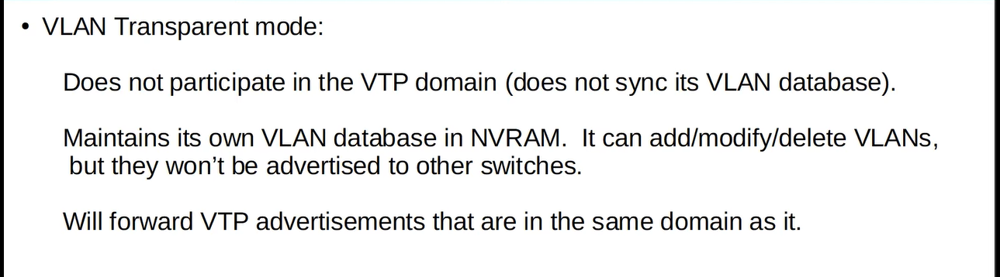 • VLAN Transparent mode:
Does not participate in the VTP domain (does not sync its VLAN database).
Maintains its own VLAN database in NVRAM.  It can add/modify/delete VLANs,
but they won’t be advertised to other switches.
Will forward VTP advertisements that are in the same domain as it.